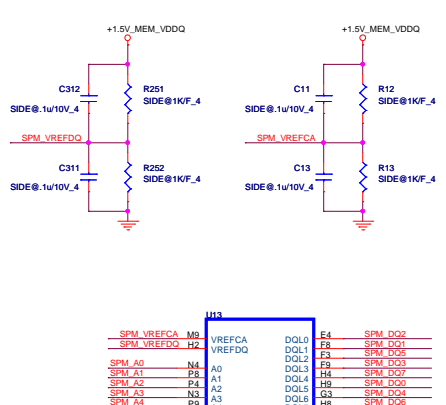 +1.5V_MEM_VDDQ +1.5V_MEM_VDDQ
C312 R251 C11 R12
SIDE@.1u/10V_4 SIDE@1K/F_4 SIDE@.1u/10V_4 SIDE@1K/F_4
SPM_VREFDQ SPM_VREFCA
C311 R252 C13 R13
SIDE@.1u/10V_4 SIDE@1K/F_4 SIDE@.1u/10V_4 SIDE@1K/F_4
U13
SPM_VREFCA M9 VREFCA DQL0 E4 SPM_DQ2
SPM_VREFDQ H2 VREFDQ DQL1 F8 SPM_DQ1
DQL2 F3 SPM_DQ5
SPM_A0 N4 A0 DQL3 F9 SPM_DQ3
SPM_A1 P8 A1 DQL4 H4 SPM_DQ7
SPM_A2 P4 A2 DQL5 H9 SPM_DQ0
SPM_A3 N3 A3 DQL6 G3 SPM_DQ4
SPM_A4 P9 H8 SPM_DQ6